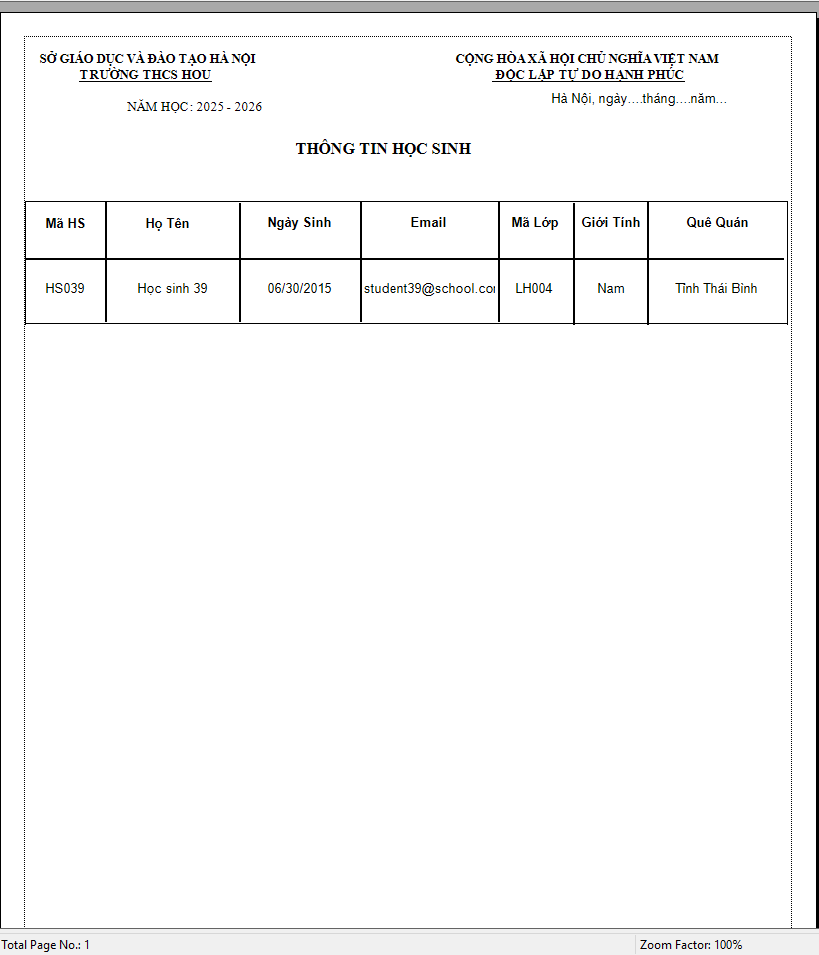 SỞ GIÁO DỤC VÀ ĐÀO TẠO HÀ NỘI
TRƯỜNG THCS HOU
CỘNG HÒA XÃ HỘI CHỦ NGHĨA VIỆT NAM
ĐỘC LẬP TỰ DO HẠNH PHÚC
NĂM HỌC: 2025 - 2026
Hà Nội, ngày....tháng....năm...
THÔNG TIN HỌC SINH
Mã HS Họ Tên Ngày Sinh Email Mã Lớp Giới Tính Quê Quán
HS039 Học sinh 39 06/30/2015 student39@school.cor LH004 Nam Tỉnh Thái Bình
Total Page No.: 1 Zoom Factor: 100%